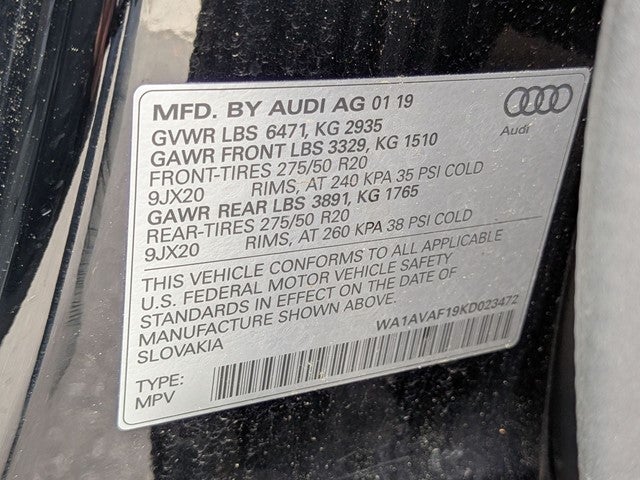 MFD. BY AUDI AG 01 19
Audi
GVWR LBS 6471, KG 2935
GAWR FRONT LBS 3329, KG 1510
FRONT-TIRES 275/50 R20
9JX20 RIMS, AT 240 KPA 35 PSI COLD
GAWR REAR LBS 3891, KG 1765
REAR-TIRES 275/50 R20
9JX20 RIMS, AT 260 KPA 38 PSI COLD
THIS VEHICLE CONFORMS TO ALL APPLICABLE
U.S. FEDERAL MOTOR VEHICLE SAFETY
STANDARDS IN EFFECT ON THE DATE OF
MANUFACTURE SHOWN ABOVE.
SLOVAKIA
WA1AVAF19KD023472
TYPE:
MPV